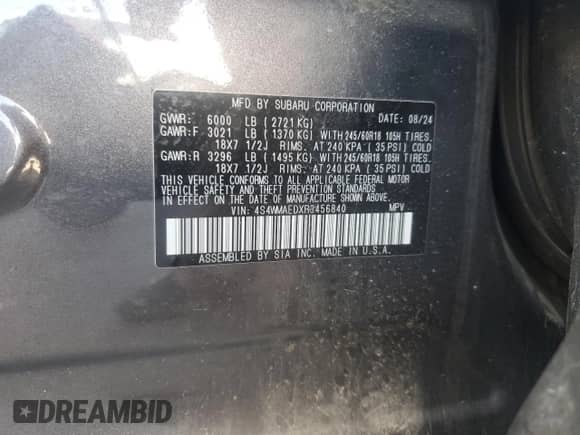 MFD BY SUBARU CORPORATION
GVWR: 6000 LB ( 2721 KG) DATE: 08/24
GAWR:F 3021 LB ( 1370 KG) WITH 245/60R18 105H TIRES.
18X7 1/2J RIMS. AT 240 KPA ( 35 PSI) COLD
GAWR:R 3296 LB ( 1495 KG) WITH 245/60R18 105H TIRES.
18X7 1/2J RIMS. AT 240 KPA ( 35 PSI) COLD
THIS VEHICLE CONFORMS TO ALL APPLICABLE FEDERAL MOTOR
VEHICLE SAFETY AND THEFT PREVENTION STANDARDS
IN EFFECT ON THE DATE OF MANUFACTURE SHOWN ABOVE.
VIN: 4S4WMAEDXR3456840 MPV
ASSEMBLED BY SIA INC. MADE IN U.S.A.
DREAMBID